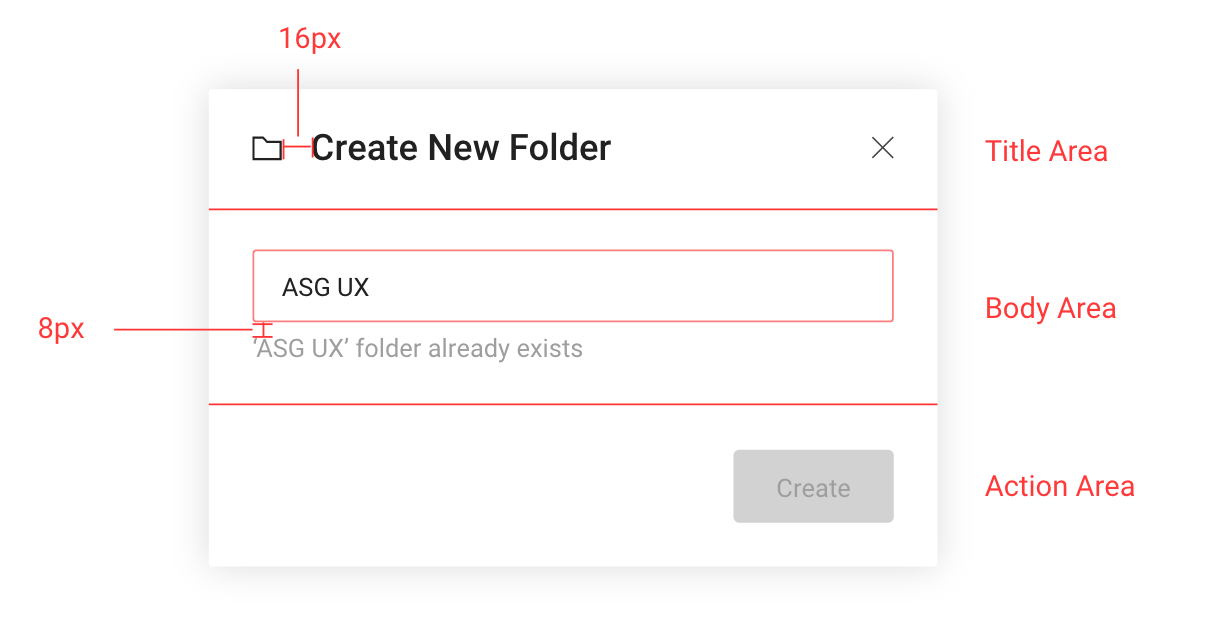 16px
Create New Folder
Title Area
ASG UX
Body Area
8px
‘ASG UX’ folder already exists
Create
Action Area